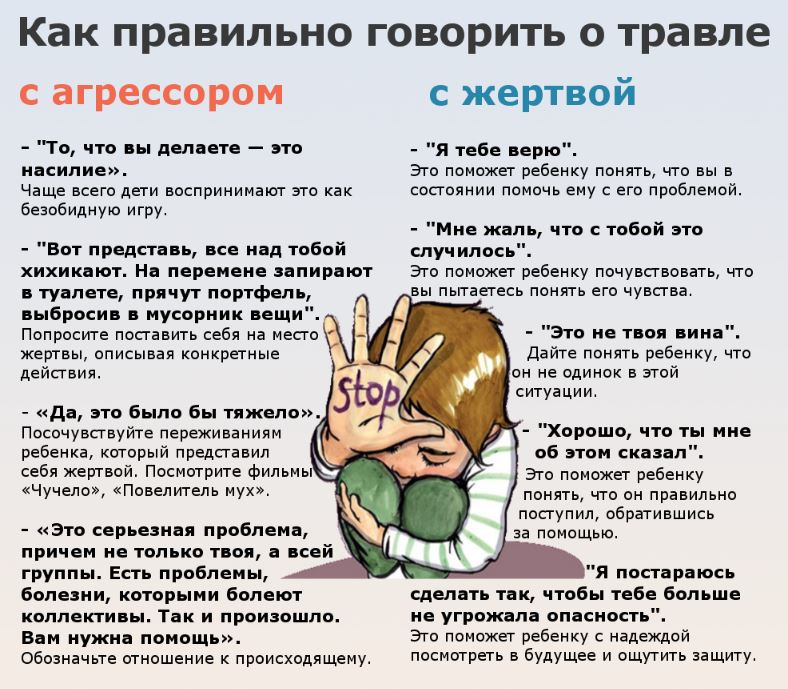 Как правильно говорить о травле
с агрессором
- "То, что вы делаете — это
насилие».
Чаще всего дети воспринимают это как
безобидную игру.
- "Вот представь, все над тобой
хихикают. На перемене запирают
в туалете, прячут портфель,
выбросив в мусорник вещи".
Попросите поставить себя на место
жертвы, описывая конкретные
действия.
- «Да, это было бы тяжело».
Посочувствуйте переживаниям
ребенка, который представил
себя жертвой. Посмотрите фильмы
«Чучело», «Повелитель мух».
- «Это серьезная проблема,
причем не только твоя, а всей
группы. Есть проблемы,
болезни, которыми болеют
коллективы. Так и произошло.
Вам нужна помощь».
Обозначьте отношение к происходящему.
с жертвой
- "Я тебе верю".
Это поможет ребенку понять, что вы в
состоянии помочь ему с его проблемой.
- "Мне жаль, что с тобой это
случилось".
Это поможет ребенку почувствовать, что
вы пытаетесь понять его чувства.
- "Это не твоя вина".
Дайте понять ребенку, что
он не одинок в этой
ситуации.
- "Хорошо, что ты мне
об этом сказал".
Это поможет ребенку
понять, что он правильно
поступил, обратившись
за помощью.
"Я постараюсь
сделать так, чтобы тебе больше
не угрожала опасность".
Это поможет ребенку с надеждой
посмотреть в будущее и ощутить защиту.
stop